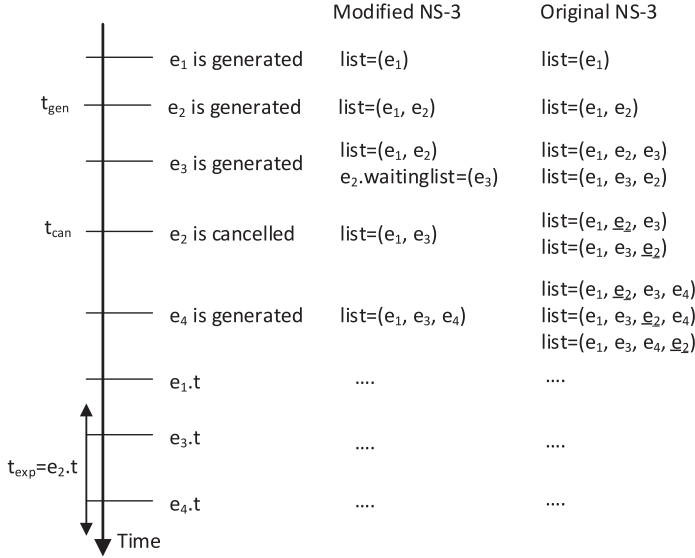 Modified NS-3 Original NS-3
e₁ is generated list=(e₁) list=(e₁)
t_gen e₂ is generated list=(e₁, e₂) list=(e₁, e₂)
list=(e₁, e₂) list=(e₁, e₂, e₃)
e₃ is generated
e₂.waitinglist=(e₃) list=(e₁, e₃, e₂)
list=(e₁, e₂, e₃)
t_can e₂ is cancelled list=(e₁, e₃)
list=(e₁, e₃, e₂)
list=(e₁, e₂, e₃, e₄)
e₄ is generated list=(e₁, e₃, e₄) list=(e₁, e₃, e₂, e₄)
list=(e₁, e₃, e₄, e₂)
e₁.t .... ....
e₃.t .... ....
t_exp=e₂.t
e₄.t .... ....
Time